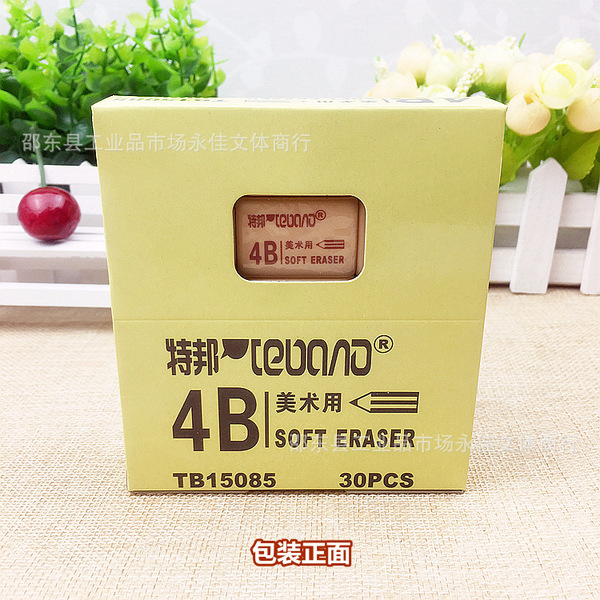 邵东县工业品市场永佳文体商行
特邦 Teband®
4B 美术用
SOFT ERASER
特邦 Teband®
4B 美术用
SOFT ERASER
邵东县工业品市场永佳文体商行
TB15085 30PCS
包装正面